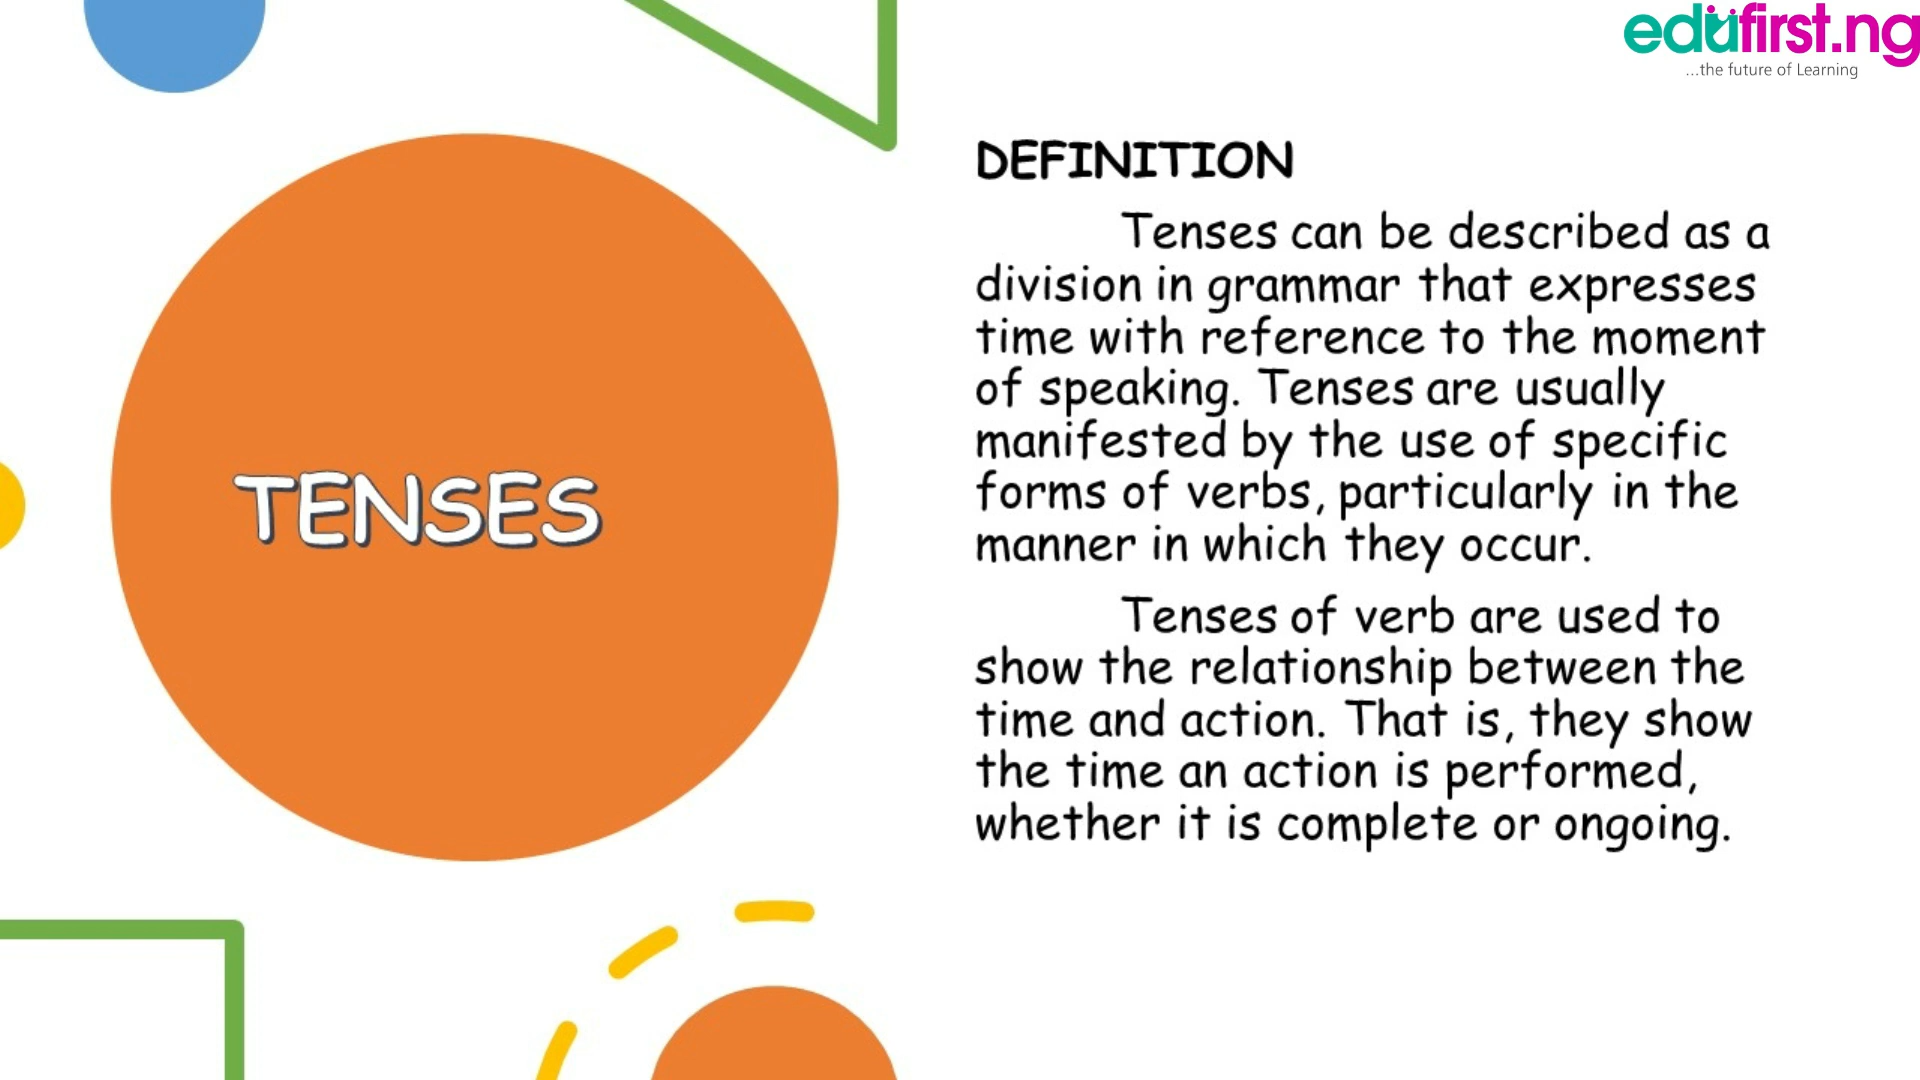 edufirst.ng
...the future of Learning
TENSES
DEFINITION
Tenses can be described as a
division in grammar that expresses
time with reference to the moment
of speaking. Tenses are usually
manifested by the use of specific
forms of verbs, particularly in the
manner in which they occur.
Tenses of verb are used to
show the relationship between the
time and action. That is, they show
the time an action is performed,
whether it is complete or ongoing.